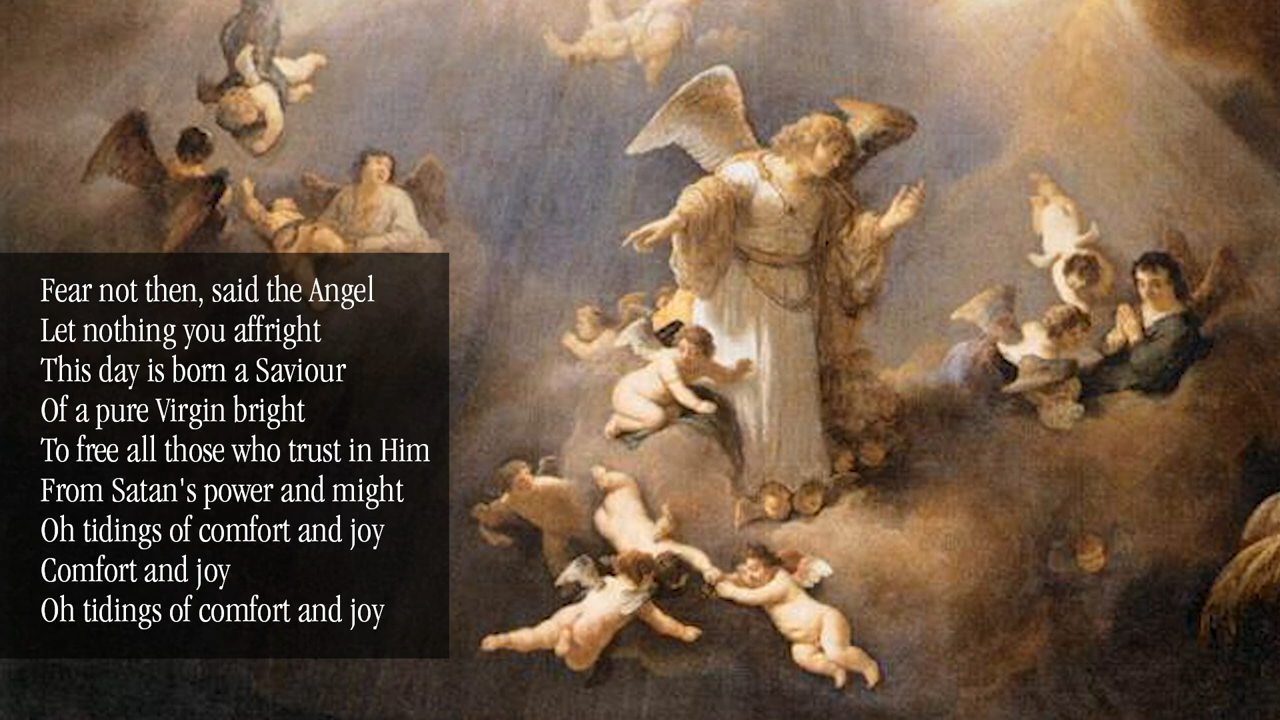 Fear not then, said the Angel
Let nothing you affright
This day is born a Saviour
Of a pure Virgin bright
To free all those who trust in Him
From Satan's power and might
Oh tidings of comfort and joy
Comfort and joy
Oh tidings of comfort and joy